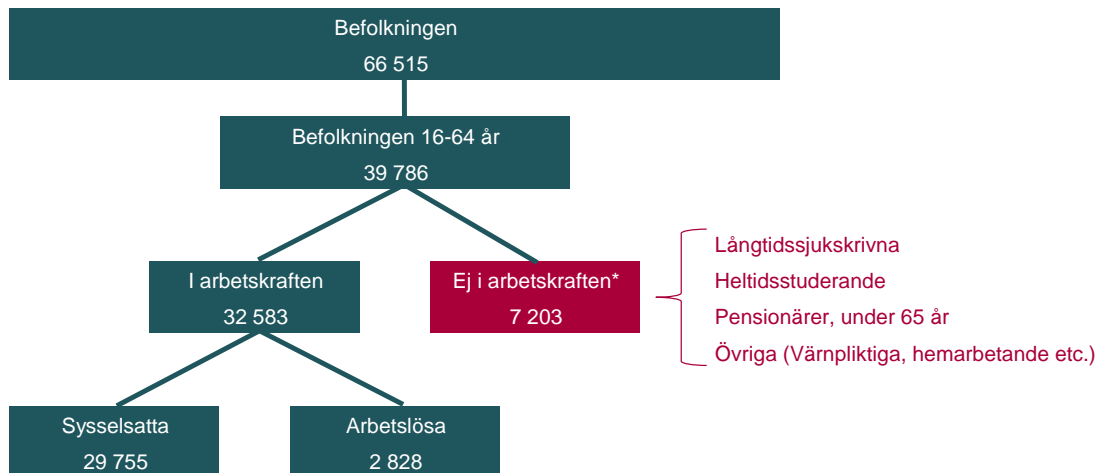 Befolkningen
66 515
Befolkningen 16-64 år
39 786
I arbetskraften
32 583
Ej i arbetskraften*
7 203
Långtidssjukskrivna
Heltidsstuderande
Pensionärer, under 65 år
Övriga (Värnpliktiga, hemarbetande etc.)
Sysselsatta
29 755
Arbetslösa
2 828